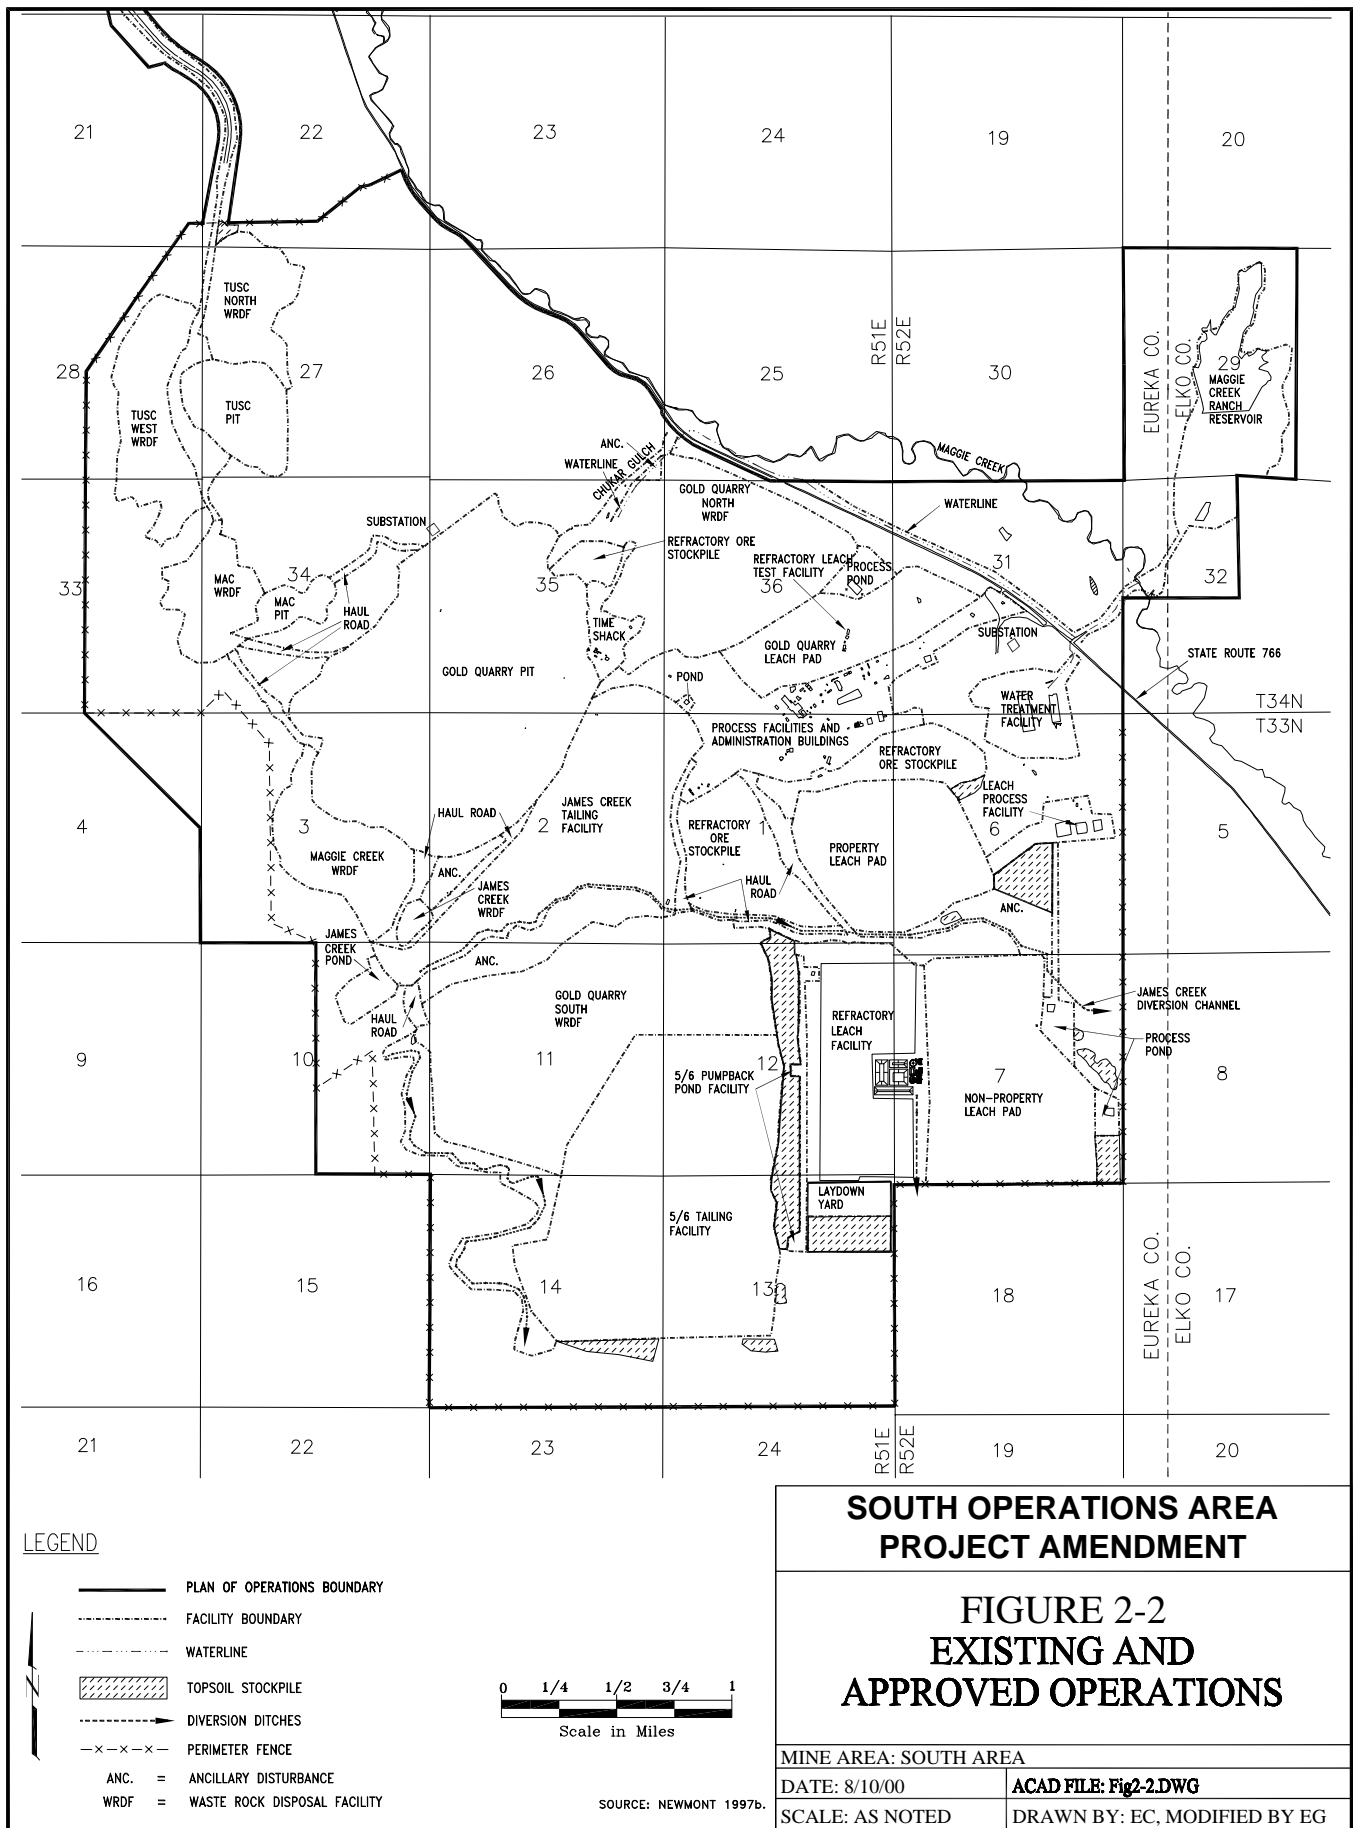 21
22
23
24
19
20
TUSC
NORTH
WRDF
28
27
26
25
R51E
R52E
30
EUREKA CO.
ELKO CO.
29
MAGGIE
CREEK
RANCH
RESERVOIR
TUSC
WEST
WRDF
TUSC
PIT
ANC.
WATERLINE
CHUKAR GULCH
MAGGIE CREEK
GOLD QUARRY
NORTH
WRDF
WATERLINE
SUBSTATION
REFRACTORY ORE
STOCKPILE
REFRACTORY LEACH
TEST FACILITY
PROCESS
POND
33
MAC
WRDF
34
MAC
PIT
HAUL
ROAD
35
36
31
32
TIME
SHACK
GOLD QUARRY
LEACH PAD
SUBSTATION
STATE ROUTE 766
GOLD QUARRY PIT
POND
WATER
TREATMENT
FACILITY
T34N
T33N
PROCESS FACILITIES AND
ADMINISTRATION BUILDINGS
REFRACTORY
ORE STOCKPILE
LEACH
PROCESS
FACILITY
4
3
HAUL ROAD
2
JAMES CREEK
TAILING
FACILITY
REFRACTORY
ORE
STOCKPILE
1
PROPERTY
LEACH PAD
6
5
MAGGIE CREEK
WRDF
ANC.
JAMES
CREEK
WRDF
HAUL
ROAD
ANC.
JAMES
CREEK
POND
ANC.
GOLD QUARRY
SOUTH
WRDF
HAUL
ROAD
REFRACTORY
LEACH
FACILITY
JAMES CREEK
DIVERSION CHANNEL
PROCESS
POND
9
10
11
12
5/6 PUMPBACK
POND FACILITY
7
NON-PROPERTY
LEACH PAD
8
LAYDOWN
YARD
5/6 TAILING
FACILITY
16
15
14
13
18
EUREKA CO.
ELKO CO.
17
21
22
23
24
R51E
R52E
19
20
LEGEND
PLAN OF OPERATIONS BOUNDARY
FACILITY BOUNDARY
WATERLINE
TOPSOIL STOCKPILE
DIVERSION DITCHES
PERIMETER FENCE
ANC. = ANCILLARY DISTURBANCE
WRDF = WASTE ROCK DISPOSAL FACILITY
N
0 1/4 1/2 3/4 1
Scale in Miles
SOURCE: NEWMONT 1997b.
SOUTH OPERATIONS AREA
PROJECT AMENDMENT
FIGURE 2-2
EXISTING AND
APPROVED OPERATIONS
MINE AREA: SOUTH AREA
DATE: 8/10/00
ACAD FILE: Fig2-2.DWG
SCALE: AS NOTED
DRAWN BY: EC, MODIFIED BY EG